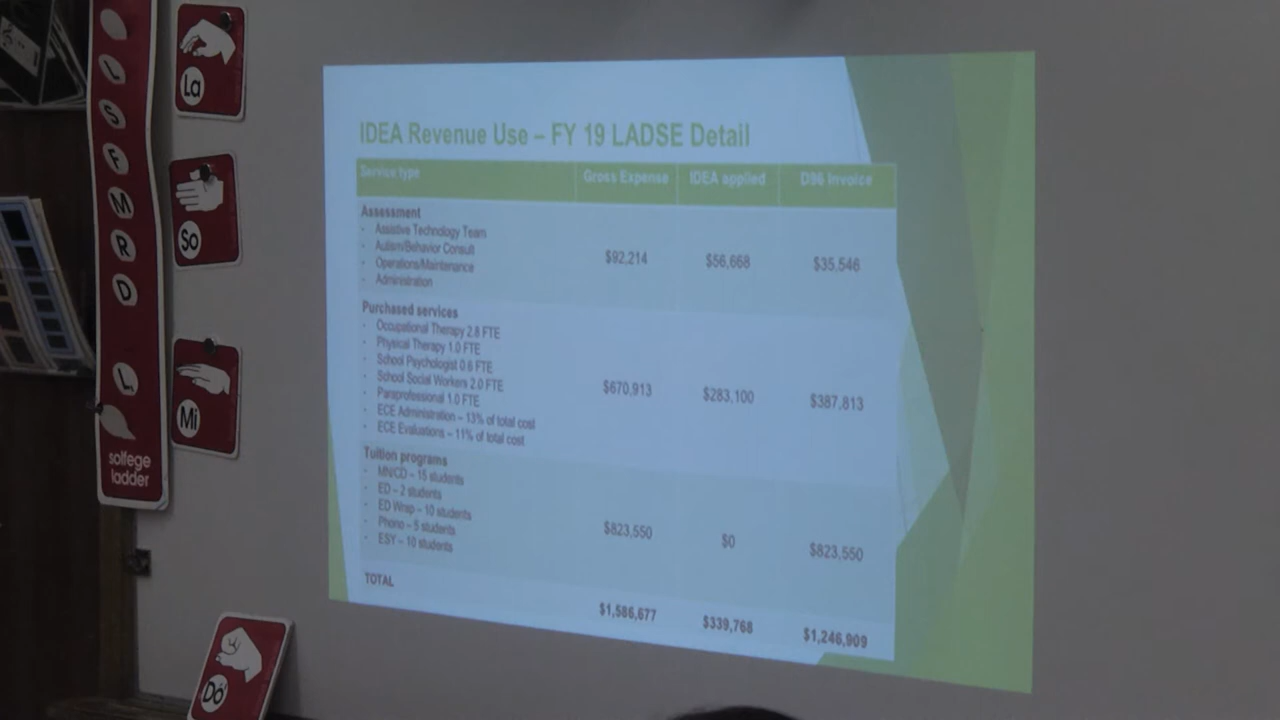 La
L
S
F
M
R
D
L
solfege
ladder
So
Mi
Do
IDEA Revenue Use – FY 19 LADSE Detail
Service type Gross Expense IDEA applied D96 Invoice
Assessment
- Assistive Technology Team
- Autism/Behavior Consult
- Operations/Maintenance
- Administration
$92,214 $56,668 $35,546
Purchased services
- Occupational Therapy 2.8 FTE
- Physical Therapy 1.0 FTE
- School Psychologist 0.6 FTE
- School Social Workers 2.0 FTE
- Paraprofessional 1.0 FTE
- ECE Administration – 13% of total cost
- ECE Evaluations – 11% of total cost
$670,913 $283,100 $387,813
Tuition programs
- MN/CD – 15 students
- ED – 2 students
- ED Wrap – 10 students
- Phono – 5 students
- ESY – 10 students
$823,550 $0 $823,550
TOTAL
$1,586,677 $339,768 $1,246,909